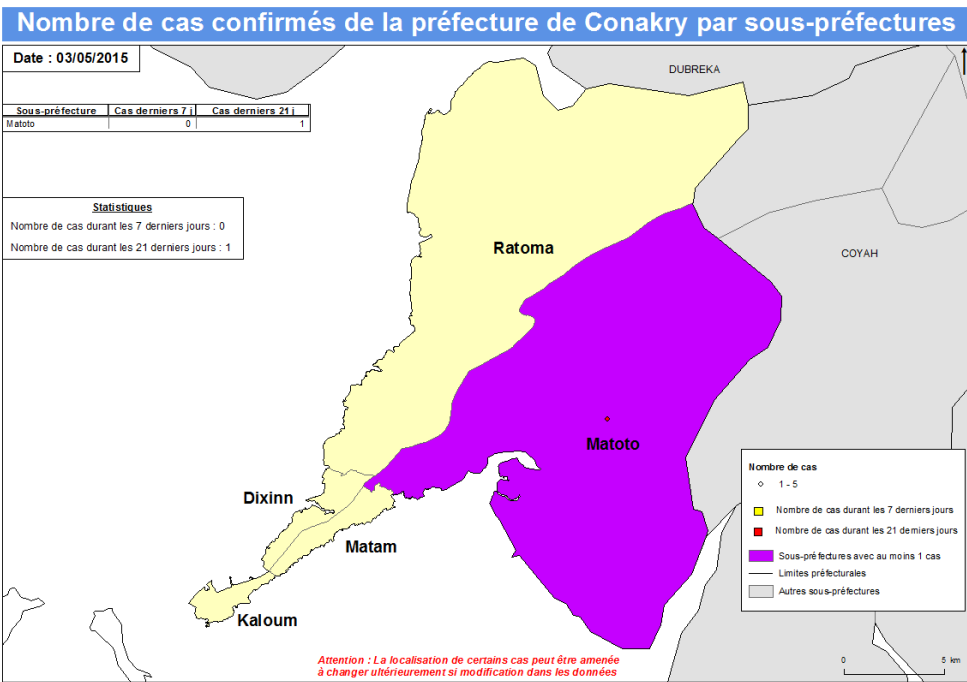 Nombre de cas confirmés de la préfecture de Conakry par sous-préfectures
Date : 03/05/2015
Sous-préfecture Cas derniers 7 j Cas derniers 21 j
Matoto 0 1
Statistiques
Nombre de cas durant les 7 derniers jours : 0
Nombre de cas durant les 21 derniers jours : 1
DUBREKA
COYAH
Ratoma
Matoto
Dixinn
Matam
Kaloum
Nombre de cas
1 - 5
Nombre de cas durant les 7 derniers jours
Nombre de cas durant les 21 derniers jours
Sous-préfectures avec au moins 1 cas
Limites préfecturales
Autres sous-préfectures
Attention : La localisation de certains cas peut être amenée
à changer ultérieurement si modification dans les données
0 5 km